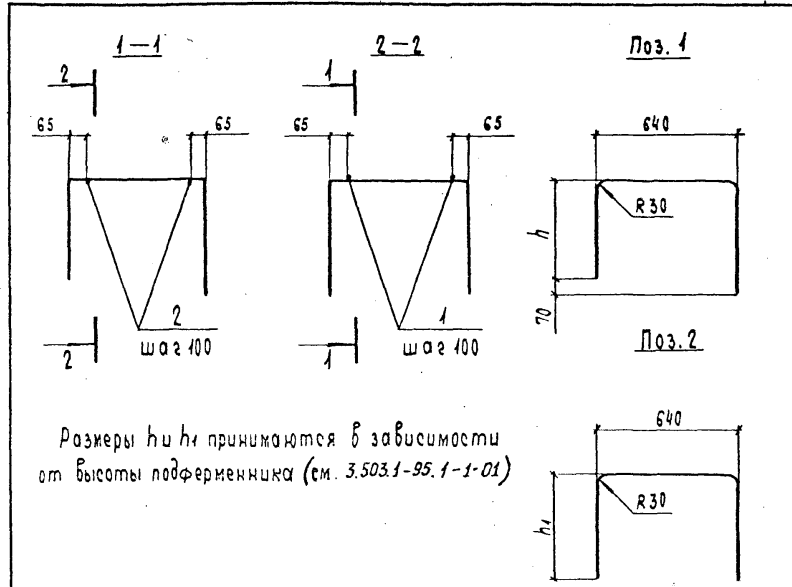 1—1
2—2
Поз. 1
2
1
65
65
65
65
640
R30
h
70
2
шаг 100
1
шаг 100
2
1
Поз. 2
640
R30
h1
Размеры h и h1 принимаются в зависимости
от высоты подферменника (см. 3.503.1-95.1-1-01)